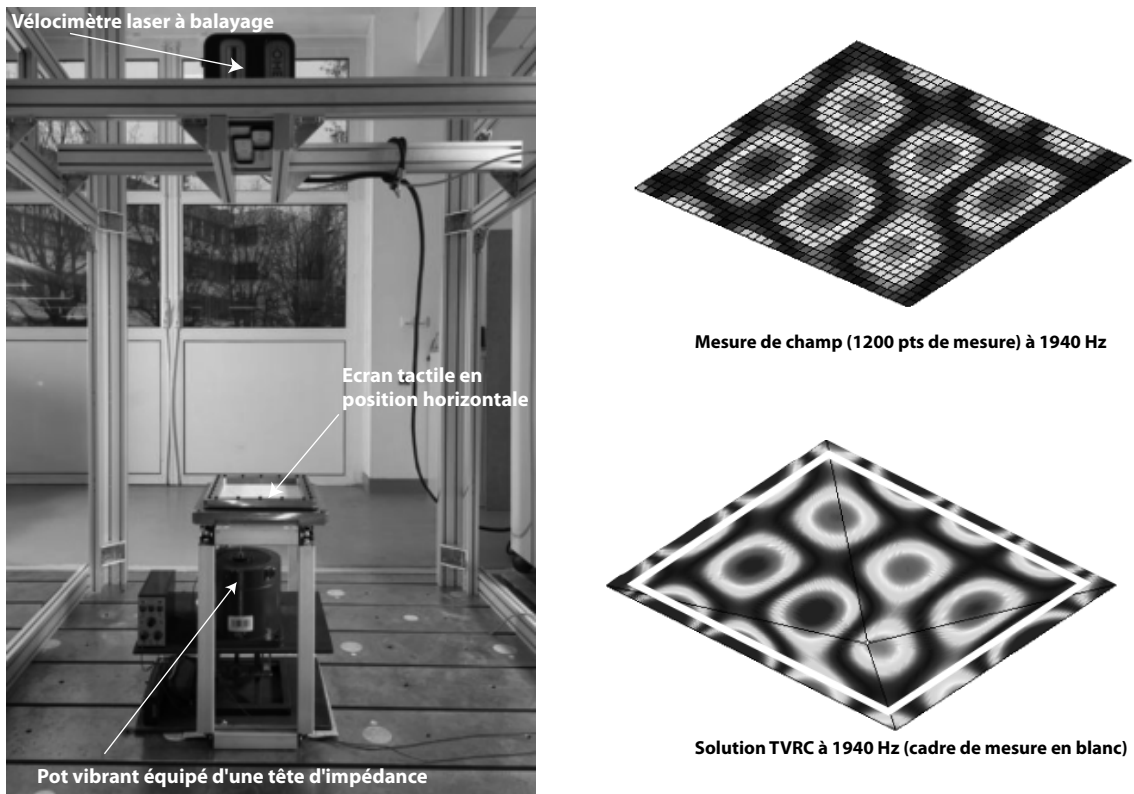 Vélocimètre laser à balayage
Ecran tactile en
position horizontale
Pot vibrant équipé d'une tête d'impédance
Mesure de champ (1200 pts de mesure) à 1940 Hz
Solution TVRC à 1940 Hz (cadre de mesure en blanc)